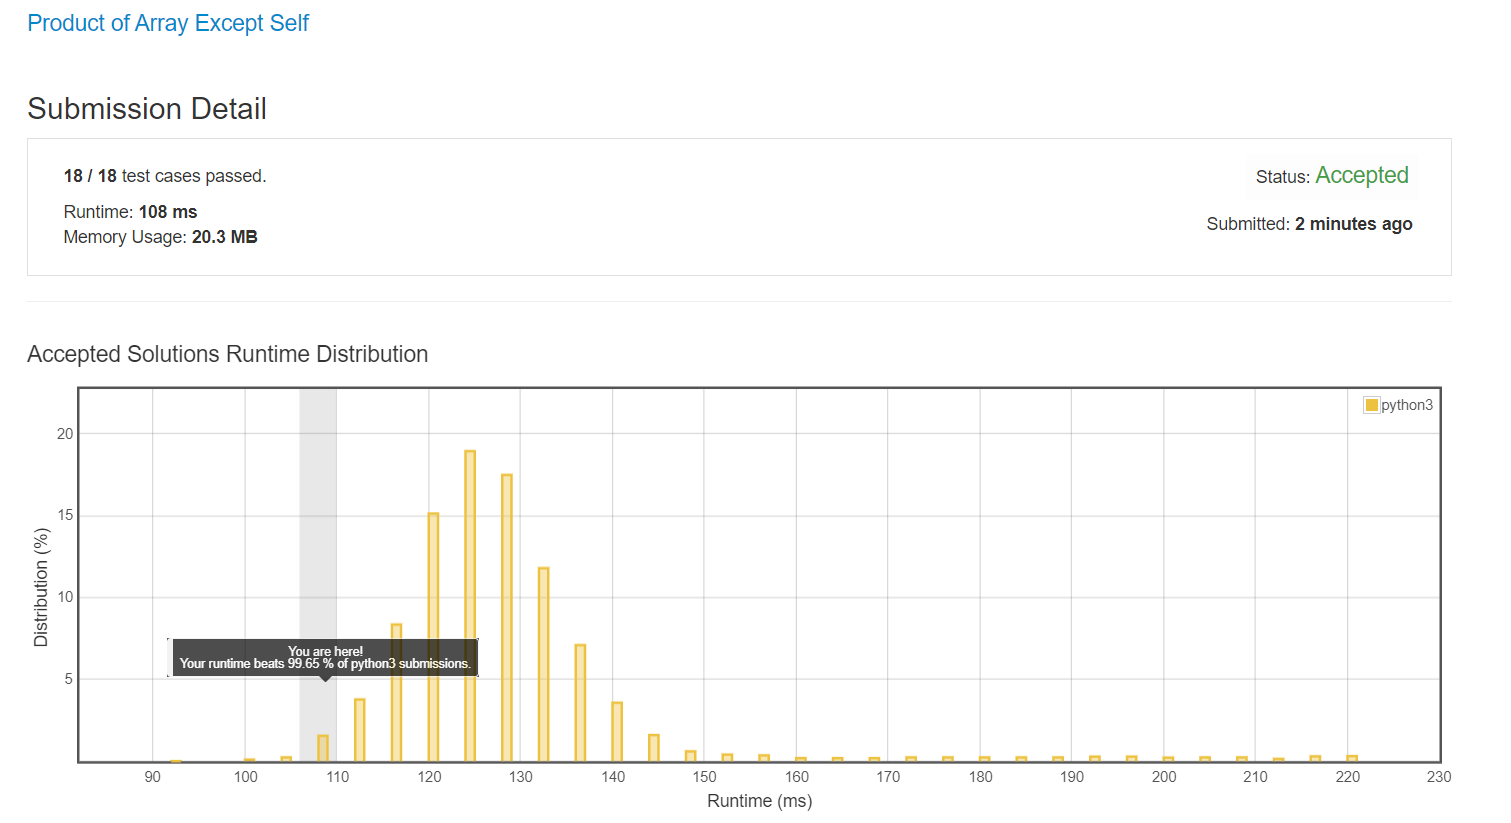 Product of Array Except Self
Submission Detail
18 / 18 test cases passed.
Status: Accepted
Runtime: 108 ms
Submitted: 2 minutes ago
Memory Usage: 20.3 MB
Accepted Solutions Runtime Distribution
python3
20
15
10
5
Distribution (%)
You are here!
Your runtime beats 99.65 % of python3 submissions.
90 100 110 120 130 140 150 160 170 180 190 200 210 220 230
Runtime (ms)